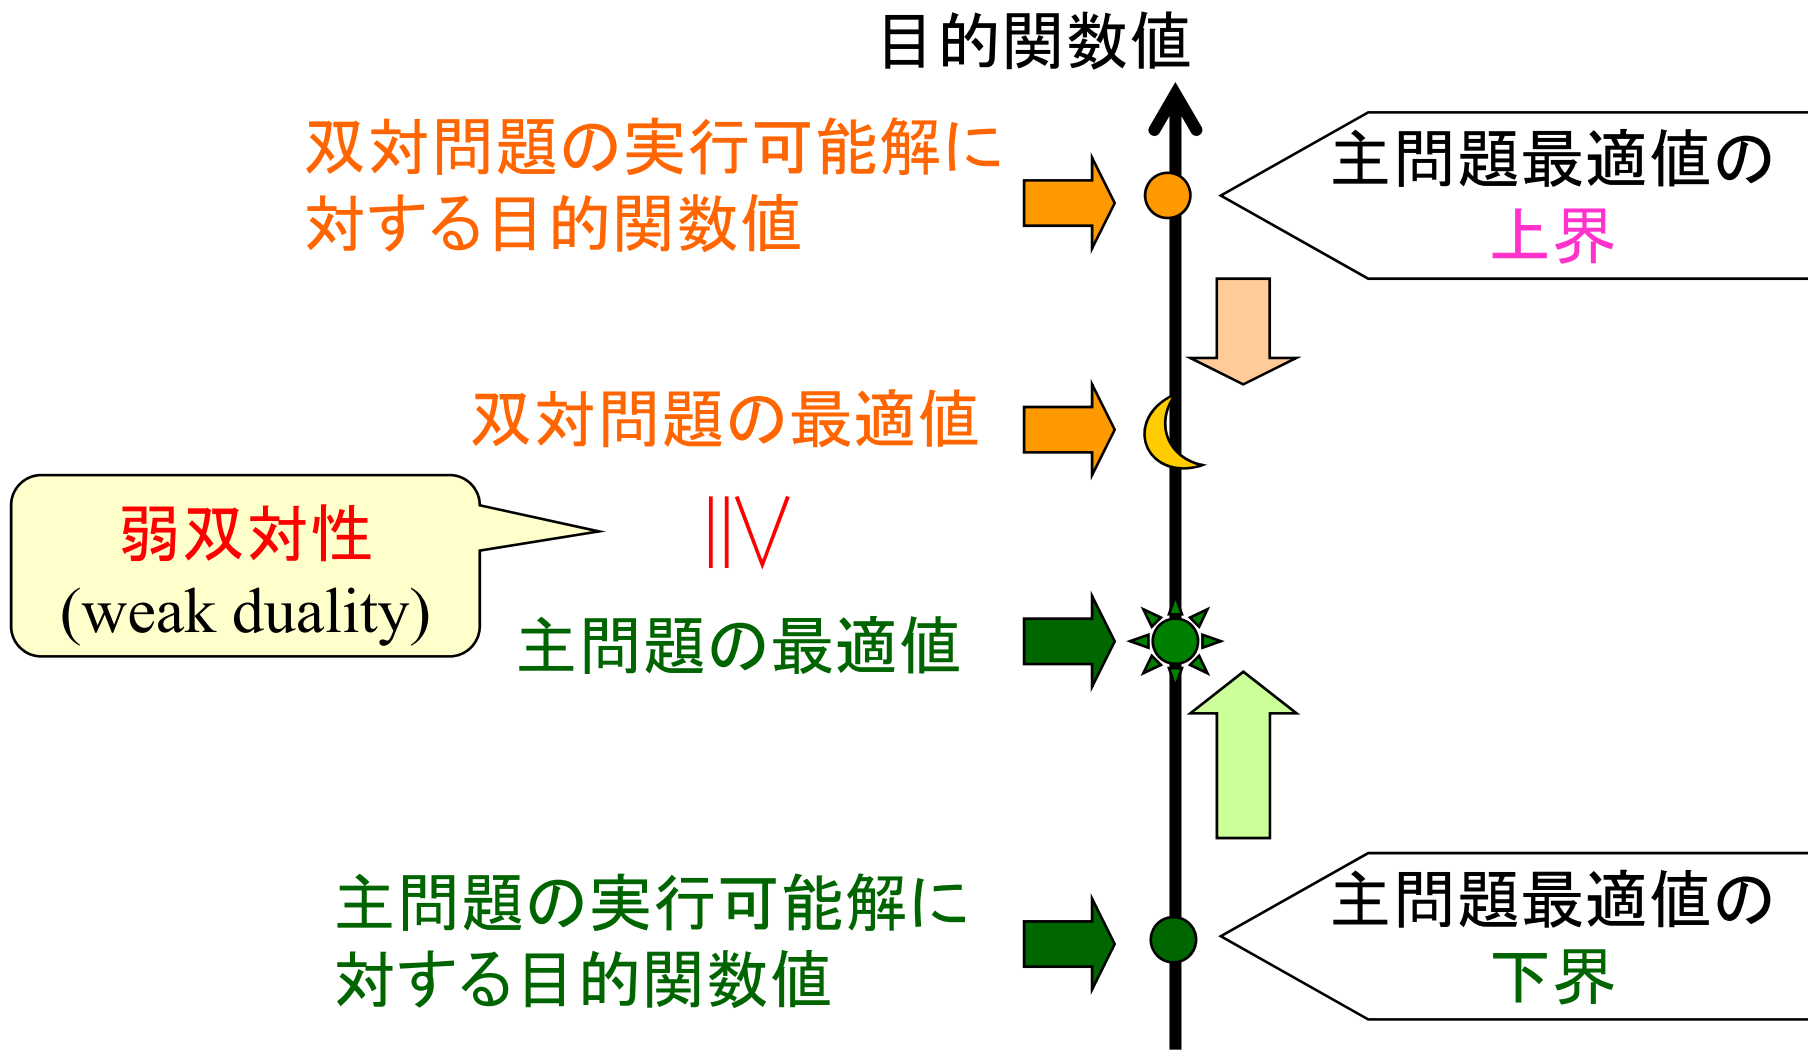 目的関数値
双対問題の実行可能解に
対する目的関数値
主問題最適値の
上界
双対問題の最適値
弱双対性
(weak duality)
主問題の最適値
主問題の実行可能解に
対する目的関数値
主問題最適値の
下界